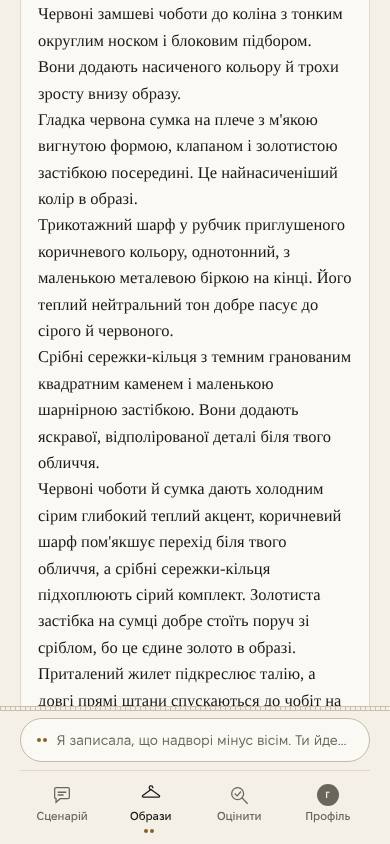 Червоні замшеві чоботи до коліна з тонким
округлим носком і блоковим підбором.
Вони додають насиченого кольору й трохи
зросту внизу образу.
Гладка червона сумка на плече з м'якою
вигнутою формою, клапаном і золотистою
застібкою посередині. Це найнасиченіший
колір в образі.
Трикотажний шарф у рубчик приглушеного
коричневого кольору, однотонний, з
маленькою металевою біркою на кінці. Його
теплий нейтральний тон добре пасує до
сірого й червоного.
Срібні сережки-кільця з темним гранованим
квадратним каменем і маленькою
шарнірною застібкою. Вони додають
яскравої, відполірованої деталі біля твого
обличчя.
Червоні чоботи й сумка дають холодним
сірим глибокий теплий акцент, коричневий
шарф пом'якшує перехід біля твого
обличчя, а срібні сережки-кільця
підхоплюють сірий комплект. Золотиста
застібка на сумці добре стоїть поруч зі
сріблом, бо це єдине золото в образі.
Приталений жилет підкреслює талію, а
довгі прямі штани спускаються до чобіт на
Я записала, що надворі мінус вісім. Ти йде...
Сценарій Образи Оцінити Г Профіль